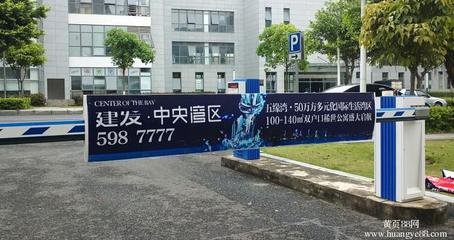 CENTER OF THE BAY
建发·中央湾区
598 7777
五缘湾·50万方多元化国际生活湾区
100-140㎡双户口稀世公寓盛大启航
P
黄页88网
www.huangye88.com